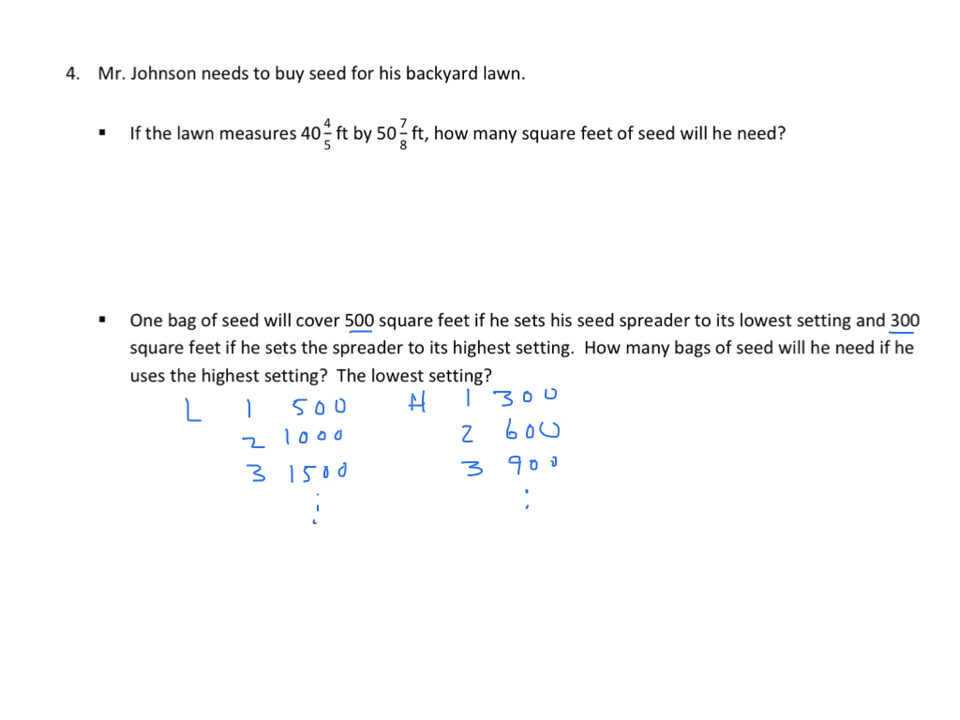 4. Mr. Johnson needs to buy seed for his backyard lawn.
▪ If the lawn measures 40 4/5 ft by 50 7/8 ft, how many square feet of seed will he need?
▪ One bag of seed will cover 500 square feet if he sets his seed spreader to its lowest setting and 300
square feet if he sets the spreader to its highest setting. How many bags of seed will he need if he
uses the highest setting? The lowest setting?
L 1 500 H 1 300
2 1000 2 600
3 1500 3 900
⋮ ⋮